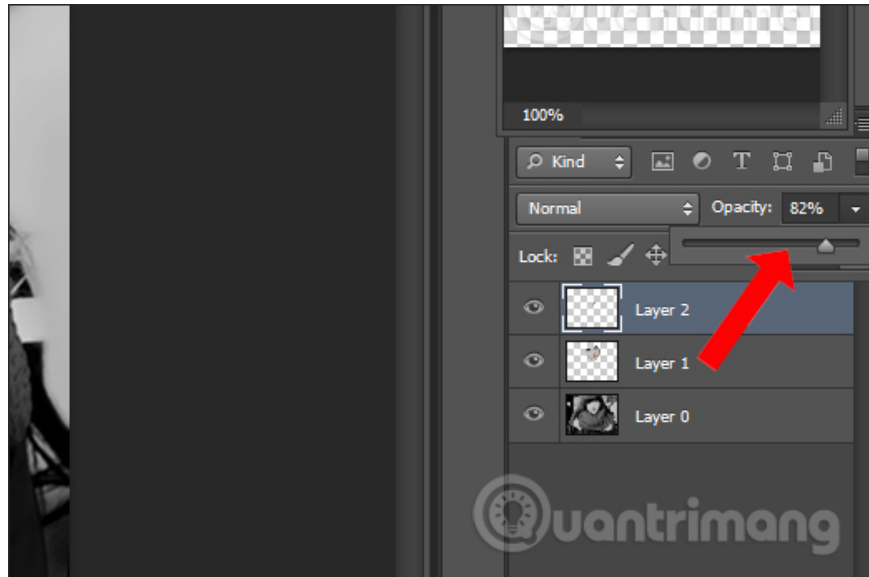 100%
Kind
Normal Opacity: 82%
Lock:
Layer 2
Layer 1
Layer 0
Quantrimang